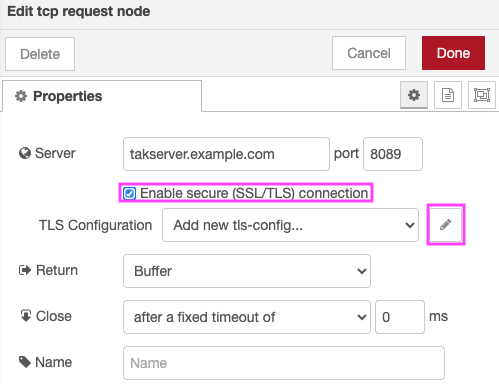 Edit tcp request node
Delete Cancel Done
Properties
Server takserver.example.com port 8089
Enable secure (SSL/TLS) connection
TLS Configuration Add new tls-config...
Return Buffer
Close after a fixed timeout of 0 ms
Name Name